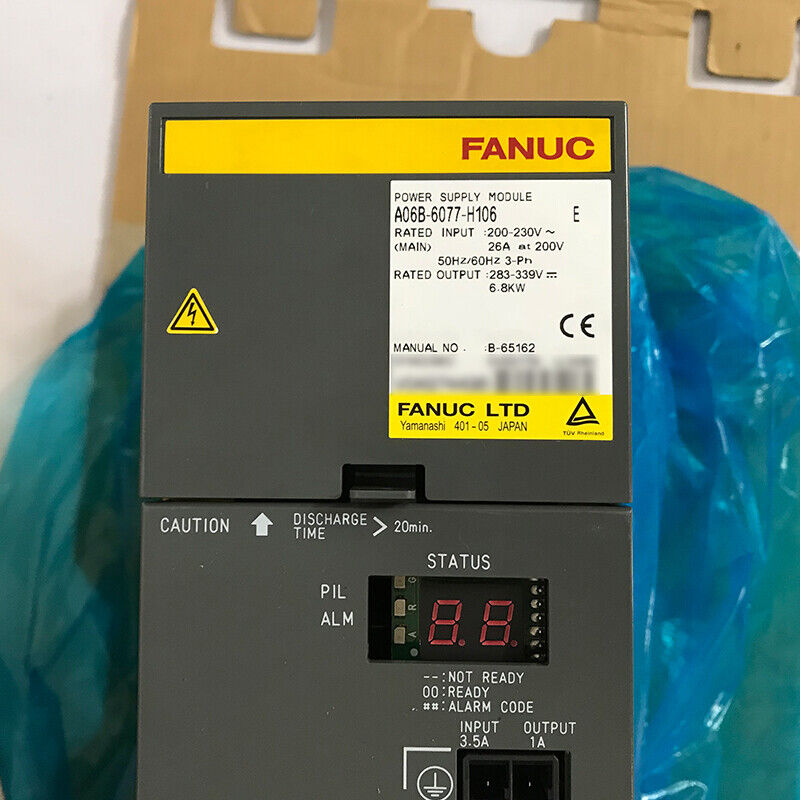 FANUC
POWER SUPPLY MODULE
A06B-6077-H106 E
RATED INPUT :200-230V ~
(MAIN) 26A at 200V
50Hz/60Hz 3-Ph
RATED OUTPUT :283-339V ⎓
6.8KW
CE
MANUAL NO. :B-65162
FANUC LTD
Yamanashi 401-05 JAPAN
TÜV Rheinland
CAUTION ↑ DISCHARGE TIME > 20min.
STATUS
PIL
ALM
G
R
A
8.8.
--:NOT READY
00:READY
##:ALARM CODE
INPUT OUTPUT
3.5A 1A